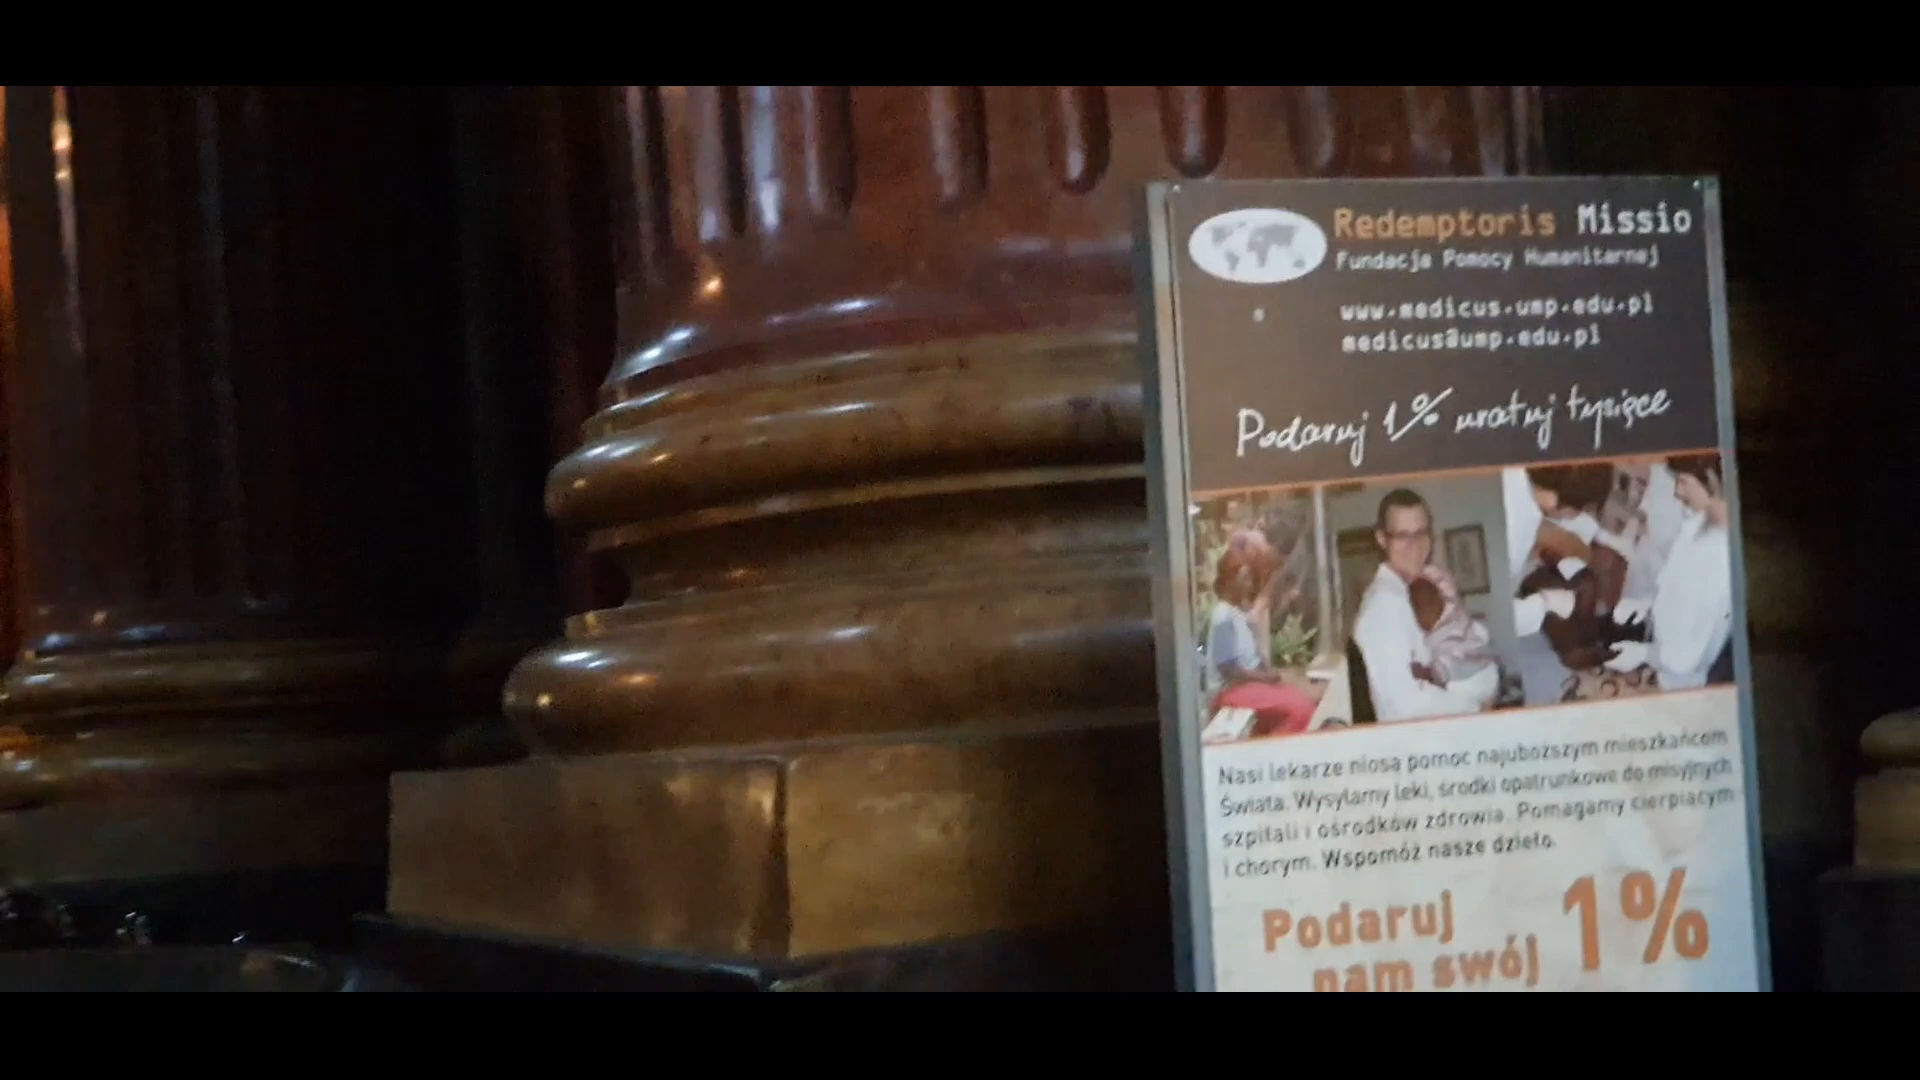 Redemptoris Missio
Fundacja Pomocy Humanitarnej
www.medicus.ump.edu.pl
medicus@ump.edu.pl
Podaruj 1% uratuj tysiące
Nasi lekarze niosą pomoc najuboższym mieszkańcom
Świata. Wysyłamy leki, środki opatrunkowe do misyjnych
szpitali i ośrodków zdrowia. Pomagamy cierpiącym
i chorym. Wspomóż nasze dzieło.
Podaruj
nam swój 1%